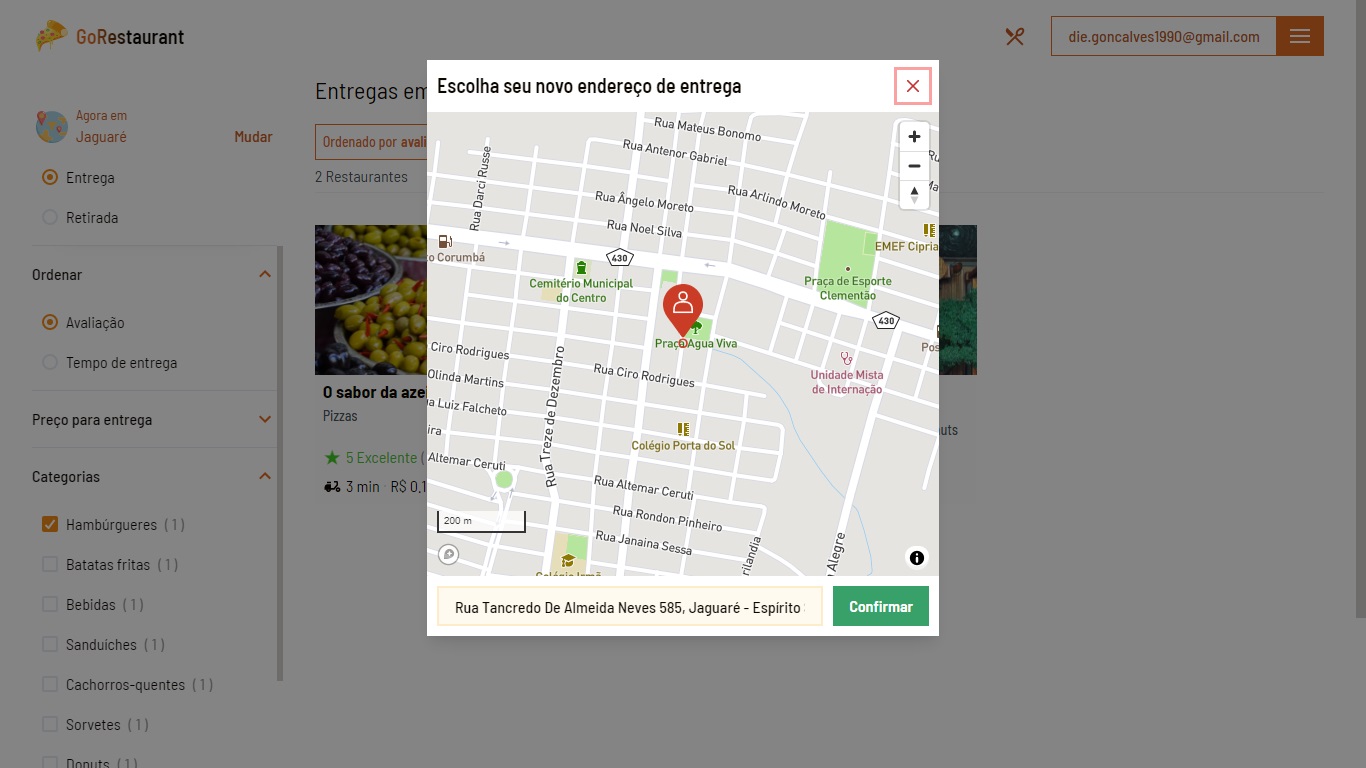 GoRestaurant
die.goncalves1990@gmail.com
Agora em
Jaguaré
Mudar
Entrega
Retirada
Ordenar
Avaliação
Tempo de entrega
Preço para entrega
Categorias
Hambúrgueres (1)
Batatas fritas (1)
Bebidas (1)
Sanduíches (1)
Cachorros-quentes (1)
Sorvetes (1)
Donuts (1)
Entregas em
Ordenado por avali
2 Restaurantes
O sabor da aze
Pizzas
5 Excelente (
3 min · R$ 0,1
Escolha seu novo endereço de entrega
Rua Mateus Bonomo
Rua Antenor Gabriel
Rua Darci Russe
Rua Ângelo Moreto
Rua Arlindo Moreto
Rua Noel Silva
EMEF Cipria
o Corumbá
430
Cemitério Municipal
do Centro
Praça de Esporte
Clementão
430
Praça Agua Viva
Pos
Ciro Rodrigues
Rua Ciro Rodrigues
Unidade Mista
de Internação
Olinda Martins
Rua Treze de Dezembro
ua Luiz Falcheto
ira
Colégio Porta do Sol
Altemar Ceruti
Rua Altemar Ceruti
Rua Rondon Pinheiro
200 m
Rua Janaina Sessa
rilandia
Alegre
Colégio Irmã
Rua Tancredo De Almeida Neves 585, Jaguaré - Espírito
Confirmar
nuts